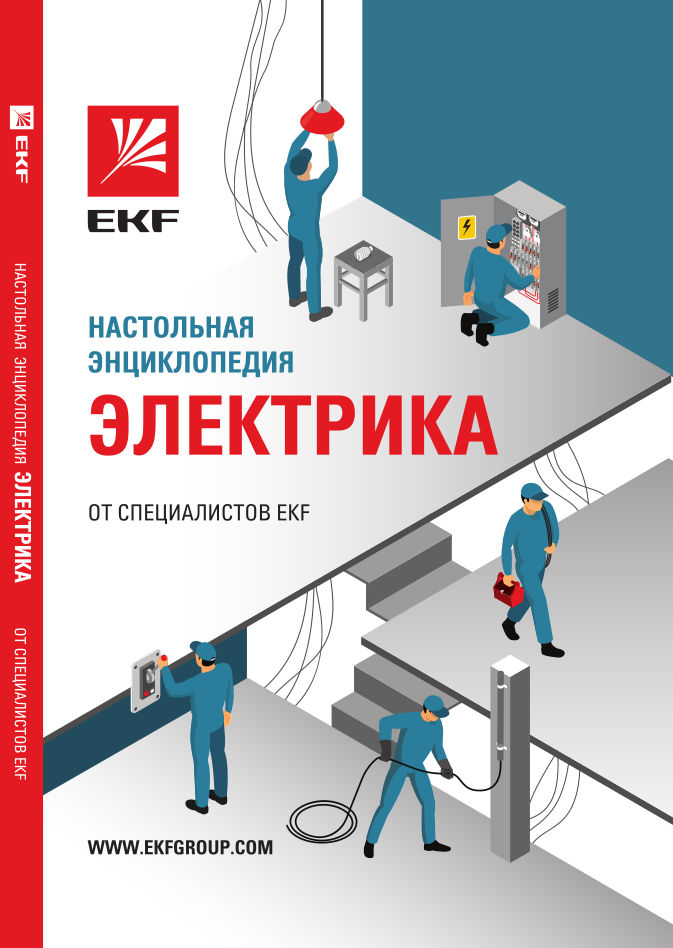 EKF
НАСТОЛЬНАЯ ЭНЦИКЛОПЕДИЯ ЭЛЕКТРИКА ОТ СПЕЦИАЛИСТОВ EKF
EKF
НАСТОЛЬНАЯ
ЭНЦИКЛОПЕДИЯ
ЭЛЕКТРИКА
ОТ СПЕЦИАЛИСТОВ EKF
WWW.EKFGROUP.COM